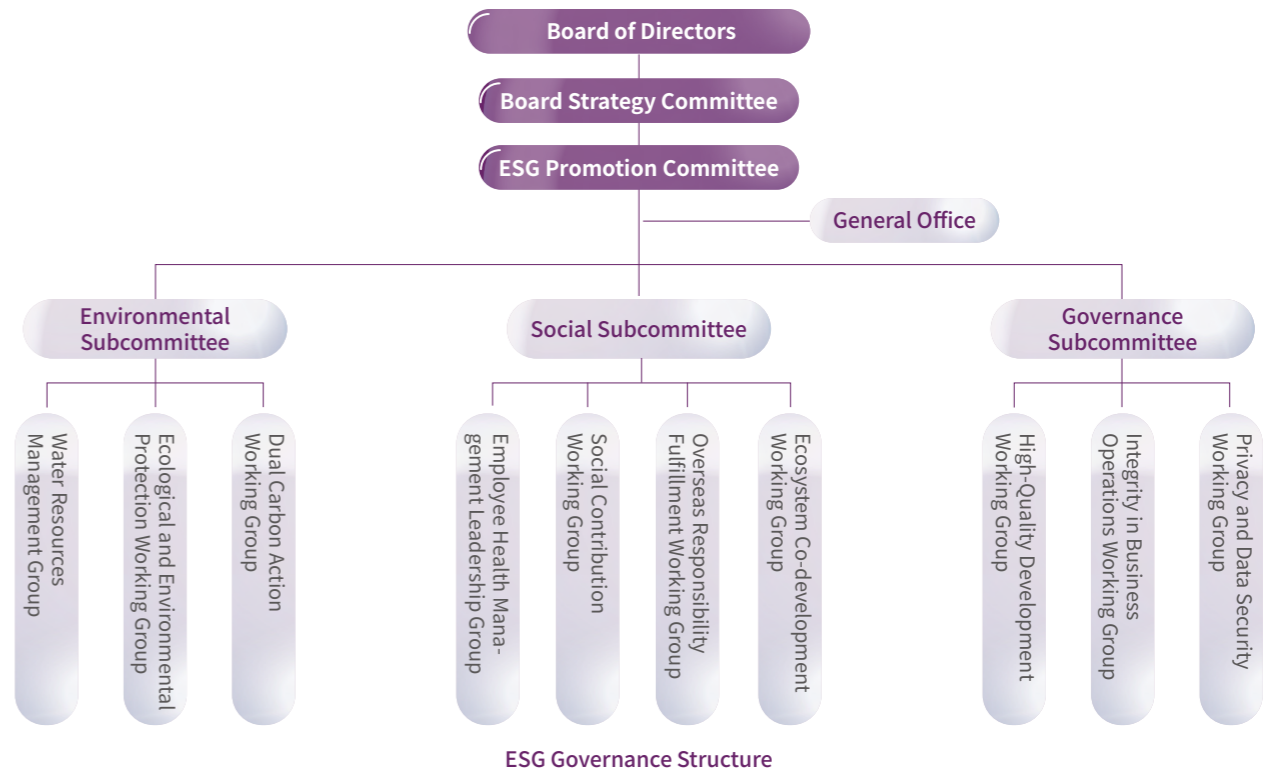 Board of Directors
Board Strategy Committee
ESG Promotion Committee
General Office
Environmental
Subcommittee
Social Subcommittee
Governance
Subcommittee
Water Resources
Management Group
Ecological and Environmental
Protection Working Group
Dual Carbon Action
Working Group
Employee Health Mana-
gement Leadership Group
Social Contribution
Working Group
Overseas Responsibility
Fulfillment Working Group
Ecosystem Co-development
Working Group
High-Quality Development
Working Group
Integrity in Business
Operations Working Group
Privacy and Data Security
Working Group
ESG Governance Structure